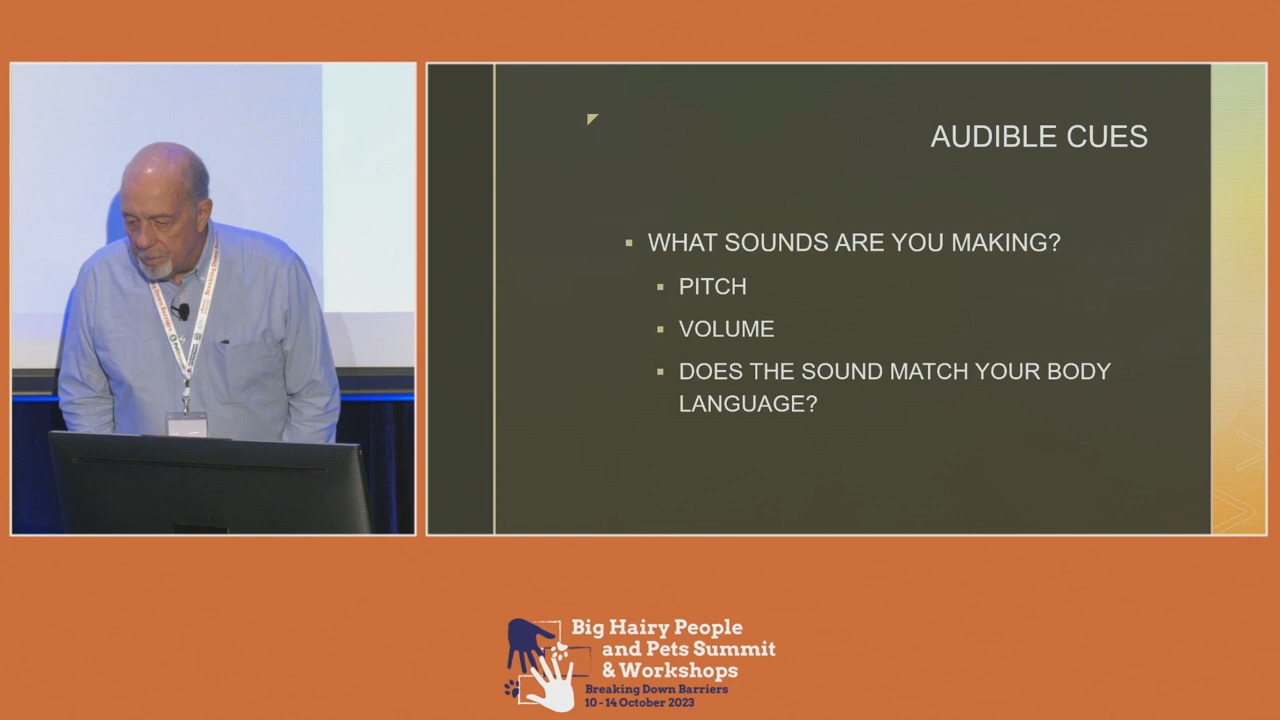 AUDIBLE CUES
WHAT SOUNDS ARE YOU MAKING?
PITCH
VOLUME
DOES THE SOUND MATCH YOUR BODY
LANGUAGE?
Big Hairy People
and Pets Summit
& Workshops
Breaking Down Barriers
10 - 14 October 2023